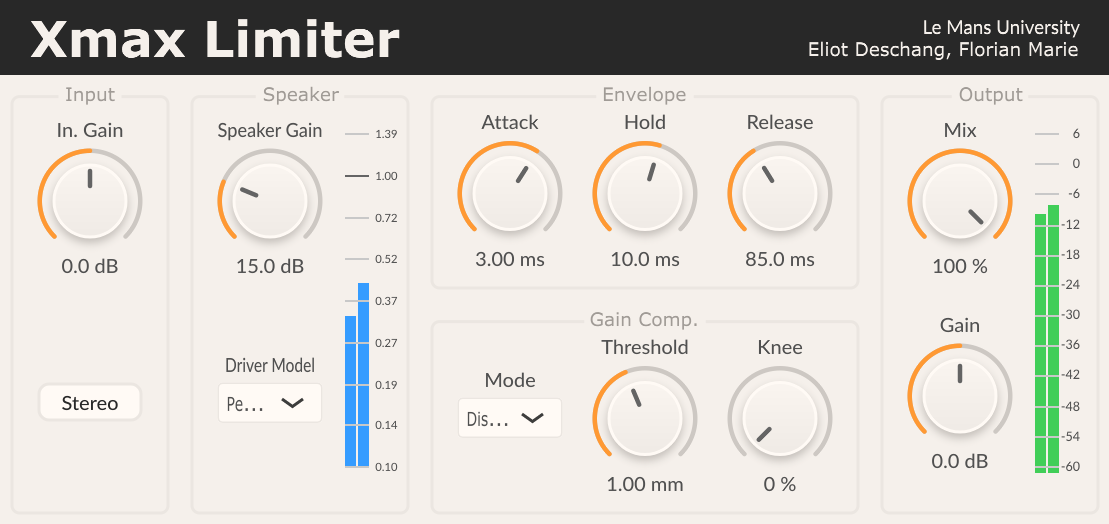 Xmax Limiter
Le Mans University
Eliot Deschang, Florian Marie
Input
In. Gain
0.0 dB
Stereo
Speaker
Speaker Gain
15.0 dB
Driver Model
Pe...
1.39
1.00
0.72
0.52
0.37
0.27
0.19
0.14
0.10
Envelope
Attack
Hold
Release
3.00 ms
10.0 ms
85.0 ms
Gain Comp.
Mode
Dis...
Threshold
Knee
1.00 mm
0 %
Output
Mix
100 %
Gain
0.0 dB
6
0
-6
-12
-18
-24
-30
-36
-42
-48
-54
-60